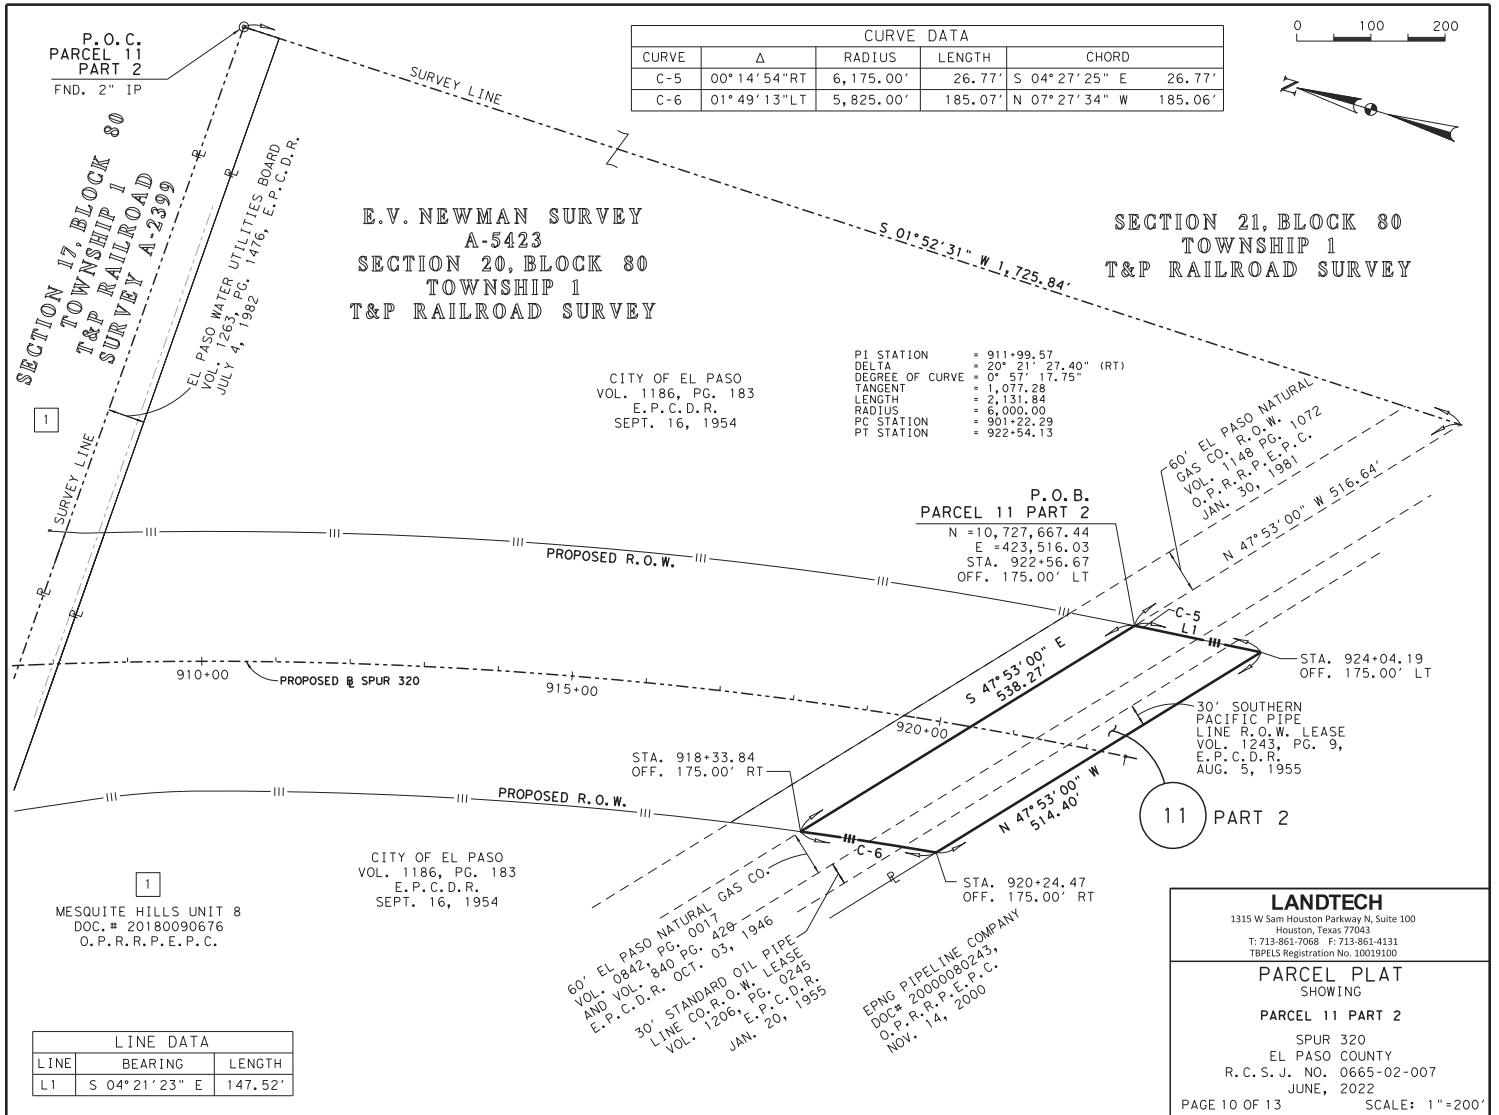 P.O.C.
PARCEL 11
PART 2
FND. 2" IP
SURVEY LINE
CURVE DATA
CURVE Δ RADIUS LENGTH CHORD
C-5 00°14'54"RT 6,175.00' 26.77' S 04°27'25" E 26.77'
C-6 01°49'13"LT 5,825.00' 185.07' N 07°27'34" W 185.06'
0 100 200
N
SECTION 17, BLOCK 80
TOWNSHIP 1
T&P RAILROAD
SURVEY A-2399
EL PASO WATER UTILITIES BOARD
VOL. 1263, PG. 1476, E.P.C.D.R.
JULY 4, 1982
PL
PL
E.V. NEWMAN SURVEY
A-5423
SECTION 20, BLOCK 80
TOWNSHIP 1
T&P RAILROAD SURVEY
S 01°52'31" W 1,725.84'
SECTION 21, BLOCK 80
TOWNSHIP 1
T&P RAILROAD SURVEY
1
SURVEY LINE
CITY OF EL PASO
VOL. 1186, PG. 183
E.P.C.D.R.
SEPT. 16, 1954
PI STATION = 911+99.57
DELTA = 20° 21' 27.40" (RT)
DEGREE OF CURVE = 0° 57' 17.75"
TANGENT = 1,077.28
LENGTH = 2,131.84
RADIUS = 6,000.00
PC STATION = 901+22.29
PT STATION = 922+54.13
60' EL PASO NATURAL
GAS CO. R.O.W.
VOL. 1148 PG. 1072
O.P.R.R.P.E.P.C.
JAN. 30, 1981
N 47°53'00" W 516.64'
P.O.B.
PARCEL 11 PART 2
N =10,727,667.44
E =423,516.03
STA. 922+56.67
OFF. 175.00' LT
PROPOSED R.O.W.
PL
PL
C-5
L1
S 47°53'00" E
538.27'
STA. 924+04.19
OFF. 175.00' LT
910+00
PROPOSED BL SPUR 320
915+00
920+00
30' SOUTHERN
PACIFIC PIPE
LINE R.O.W. LEASE
VOL. 1243, PG. 9,
E.P.C.D.R.
AUG. 5, 1955
STA. 918+33.84
OFF. 175.00' RT
PROPOSED R.O.W.
N 47°53'00" W
514.40'
11 PART 2
C-6
PL
STA. 920+24.47
OFF. 175.00' RT
CITY OF EL PASO
VOL. 1186, PG. 183
E.P.C.D.R.
SEPT. 16, 1954
1
MESQUITE HILLS UNIT 8
DOC.# 20180090676
O.P.R.R.P.E.P.C.
60' EL PASO NATURAL GAS CO.
VOL. 0842, PG. 0017
AND VOL. 840 PG. 420
E.P.C.D.R. OCT. 03, 1946
30' STANDARD OIL PIPE
LINE CO.R.O.W. LEASE
VOL. 1206, PG. 0245
E.P.C.D.R.
JAN. 20, 1955
EPNG PIPELINE COMPANY
DOC# 20000080243,
O.P.R.R.P.E.P.C.
NOV. 14, 2000
LINE DATA
LINE BEARING LENGTH
L1 S 04°21'23" E 147.52'
LANDTECH
1315 W Sam Houston Parkway N, Suite 100
Houston, Texas 77043
T: 713-861-7068 F: 713-861-4131
TBPELS Registration No. 10019100
PARCEL PLAT
SHOWING
PARCEL 11 PART 2
SPUR 320
EL PASO COUNTY
R.C.S.J. NO. 0665-02-007
JUNE, 2022
PAGE 10 OF 13 SCALE: 1"=200'